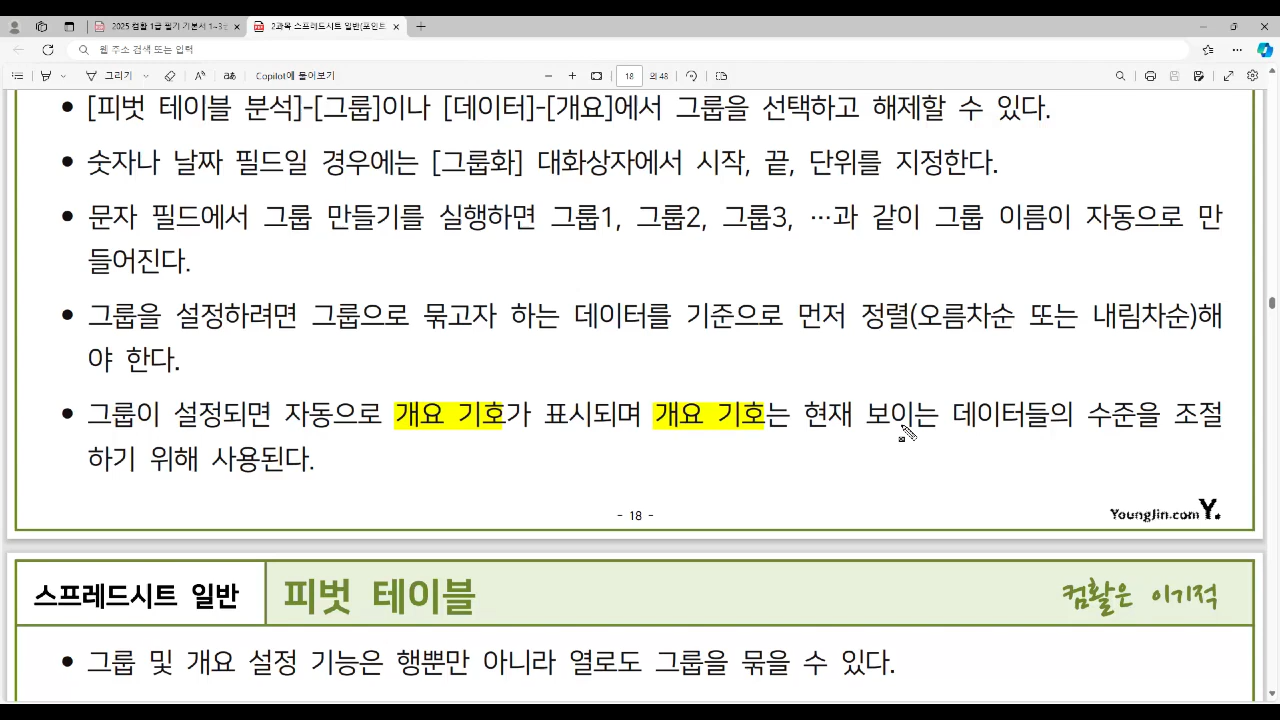 2025 컴활 1급 필기 기본서 1~3
2과목 스프레드시트 일반(포인트
웹 주소 검색 또는 입력
그리기
Copilot에 물어보기
18 의 48
• [피벗 테이블 분석]-[그룹]이나 [데이터]-[개요]에서 그룹을 선택하고 해제할 수 있다.
• 숫자나 날짜 필드일 경우에는 [그룹화] 대화상자에서 시작, 끝, 단위를 지정한다.
• 문자 필드에서 그룹 만들기를 실행하면 그룹1, 그룹2, 그룹3, …과 같이 그룹 이름이 자동으로 만
들어진다.
• 그룹을 설정하려면 그룹으로 묶고자 하는 데이터를 기준으로 먼저 정렬(오름차순 또는 내림차순)해
야 한다.
• 그룹이 설정되면 자동으로 개요 기호가 표시되며 개요 기호는 현재 보이는 데이터들의 수준을 조절
하기 위해 사용된다.
- 18 -
YoungJin.com Y.
스프레드시트 일반
피벗 테이블
컴활은 이기적
• 그룹 및 개요 설정 기능은 행뿐만 아니라 열로도 그룹을 묶을 수 있다.